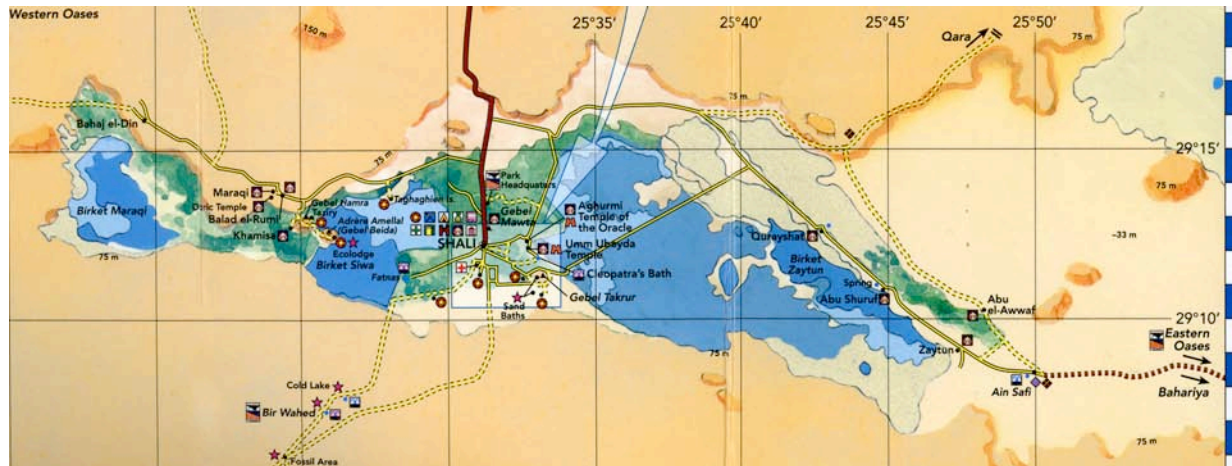 Western Oases
150 m
25°35'
25°40'
25°45'
25°50'
75 m
Qara
75 m
Bahaj el-Din
75 m
29°15'
Park
Headquaters
Maraqi
Doric Temple
Balad el-Rumi
Khamisa
Gebel Hamra
Taziry
Taghaghien Is.
Adrère Amellal
(Gebel Beida)
Ecolodge
Birket Maraqi
Birket Siwa
75 m
Fatnas
SHALI
Gebel
Mawta
Aghurmi
Temple of
the Oracle
Umm Ubayda
Temple
Cleopatra's Bath
Gebel Takrur
Sand
Baths
75 m
-33 m
Qurayshat
Birket
Zaytun
Spring
Abu Shuruf
Abu
el-Awwaf
29°10'
75 m
Zaytun
Eastern
Oases
Ain Safi
Bahariya
Cold Lake
Bir Wahed
Fossil Area
75 m
75 m